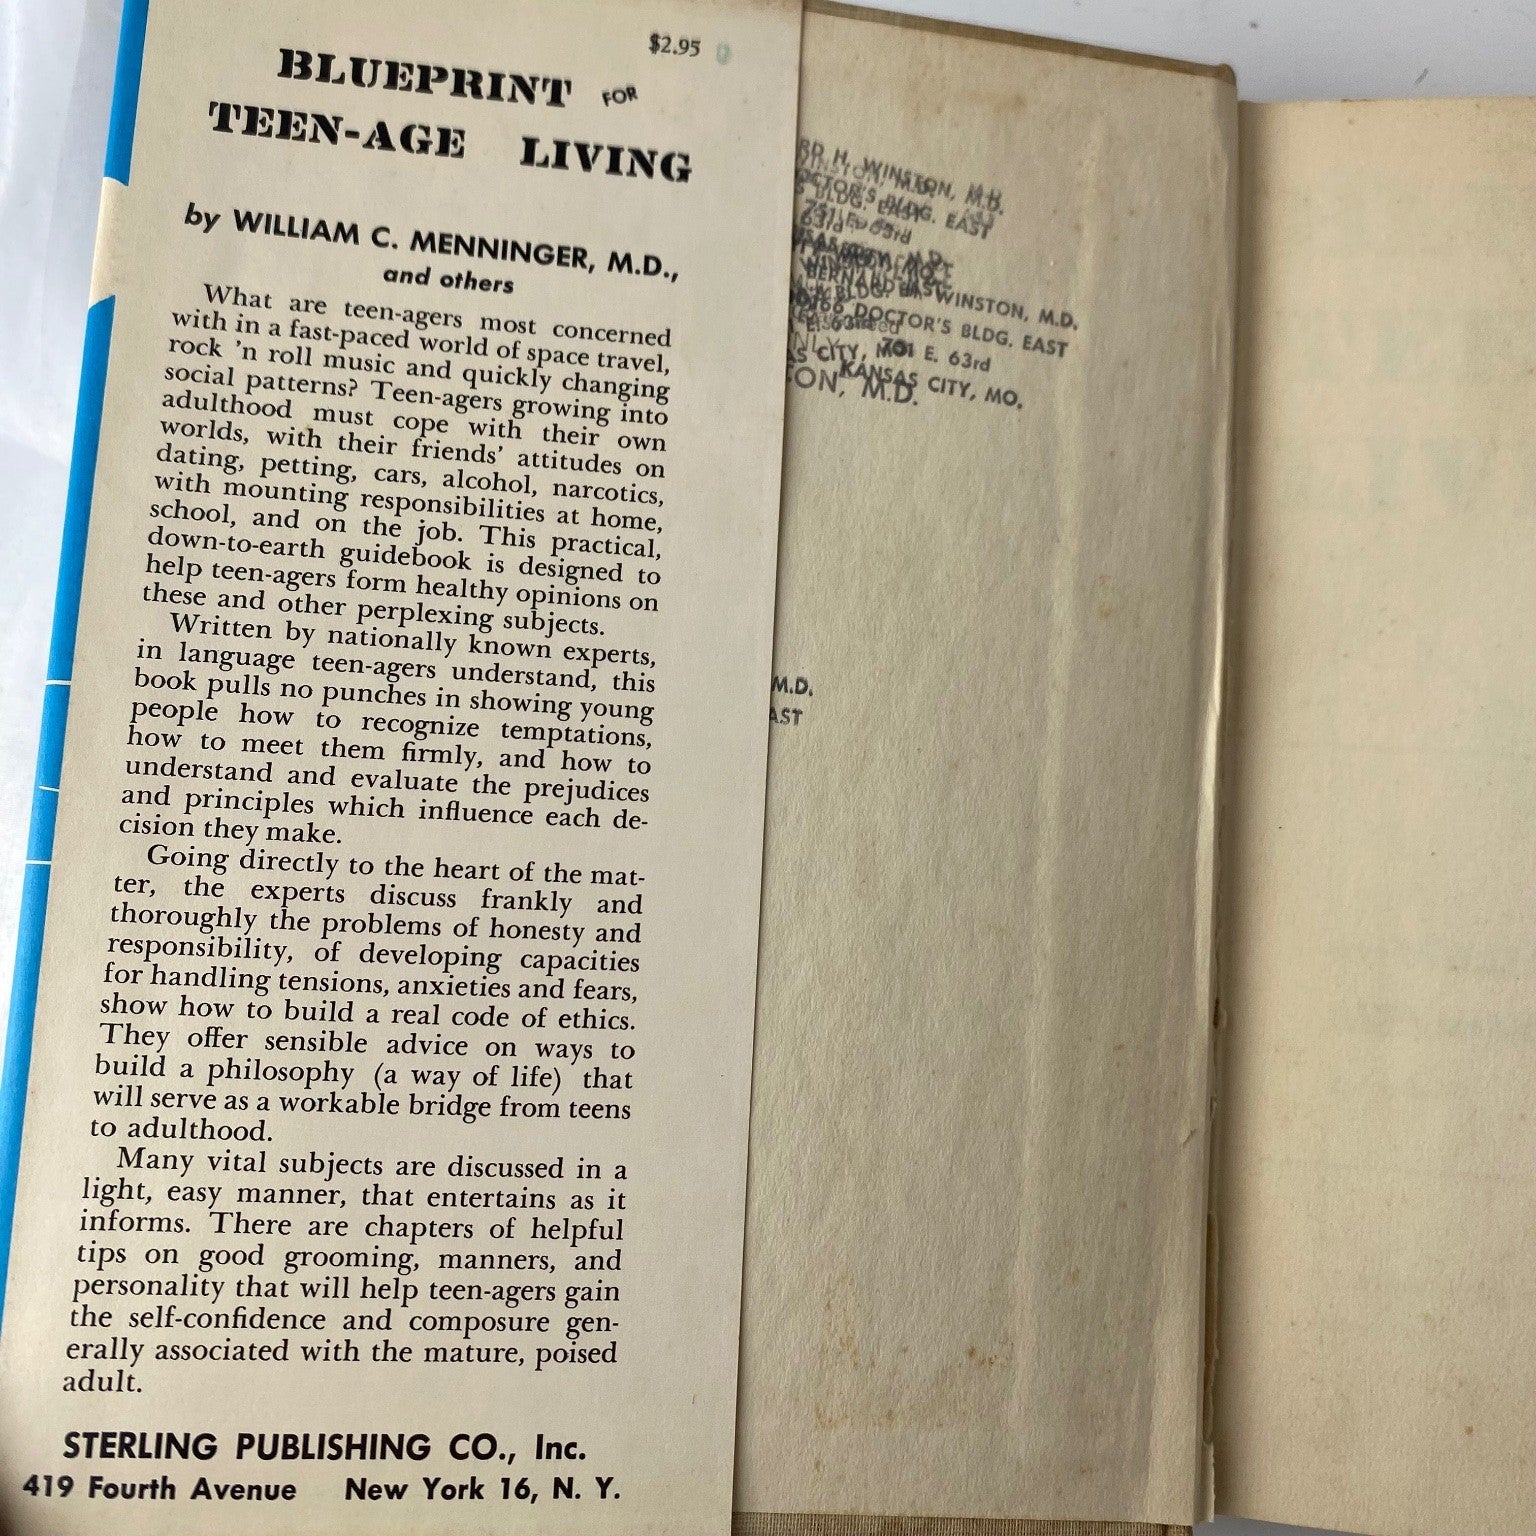 $2.95
BLUEPRINT FOR
TEEN-AGE LIVING
by WILLIAM C. MENNINGER, M.D.,
and others
What are teen-agers most concerned
with in a fast-paced world of space travel,
rock 'n roll music and quickly changing
social patterns? Teen-agers growing into
adulthood must cope with their own
worlds, with their friends' attitudes on
dating, petting, cars, alcohol, narcotics,
with mounting responsibilities at home,
school, and on the job. This practical,
down-to-earth guidebook is designed to
help teen-agers form healthy opinions on
these and other perplexing subjects.
Written by nationally known experts,
in language teen-agers understand, this
book pulls no punches in showing young
people how to recognize temptations,
how to meet them firmly, and how to
understand and evaluate the prejudices
and principles which influence each de-
cision they make.
Going directly to the heart of the mat-
ter, the experts discuss frankly and
thoroughly the problems of honesty and
responsibility, of developing capacities
for handling tensions, anxieties and fears,
show how to build a real code of ethics.
They offer sensible advice on ways to
build a philosophy (a way of life) that
will serve as a workable bridge from teens
to adulthood.
Many vital subjects are discussed in a
light, easy manner, that entertains as it
informs. There are chapters of helpful
tips on good grooming, manners, and
personality that will help teen-agers gain
the self-confidence and composure gen-
erally associated with the mature, poised
adult.
STERLING PUBLISHING CO., Inc.
419 Fourth Avenue New York 16, N. Y.
H. WINSTON, M.D.
BLDG. EAST
63rd
BERNARD H. WINSTON, M.D.
DOCTOR'S BLDG. EAST
701 E. 63rd
KANSAS CITY, MO.
M.D.
M.D.
AST